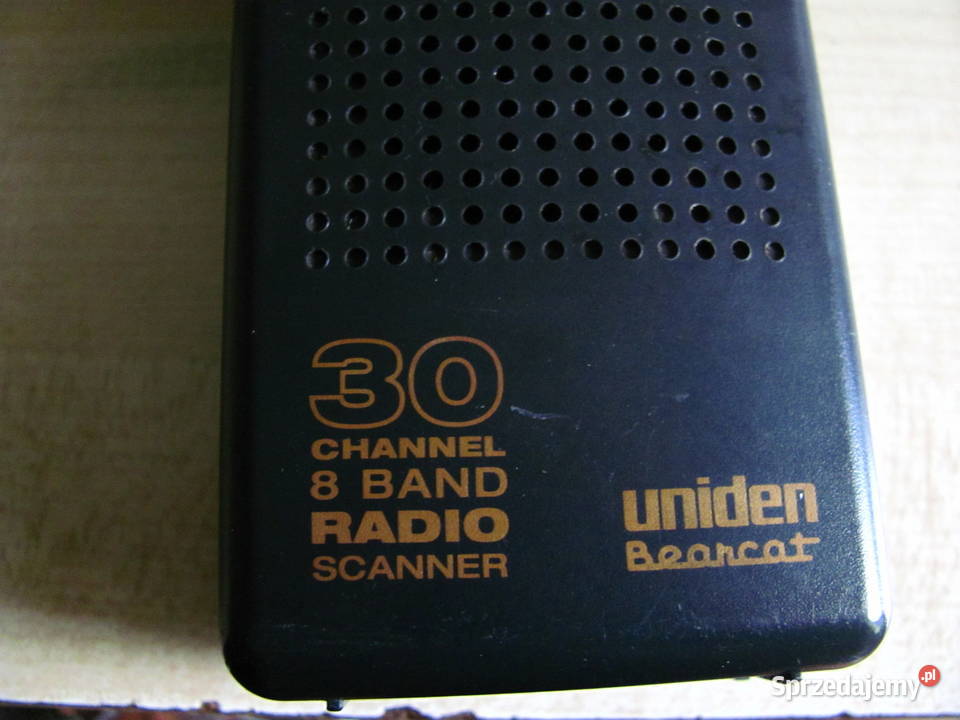 30
CHANNEL
8 BAND
RADIO
SCANNER
uniden
Bearcat
Sprzedajemy.pl